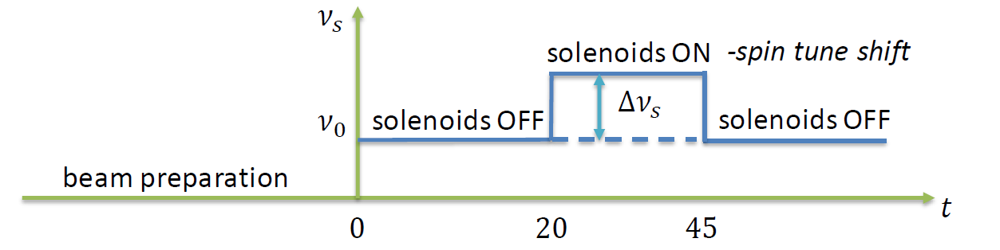 νₛ
solenoids ON -spin tune shift
Δνₛ
ν₀ solenoids OFF solenoids OFF
beam preparation
t
0 20 45